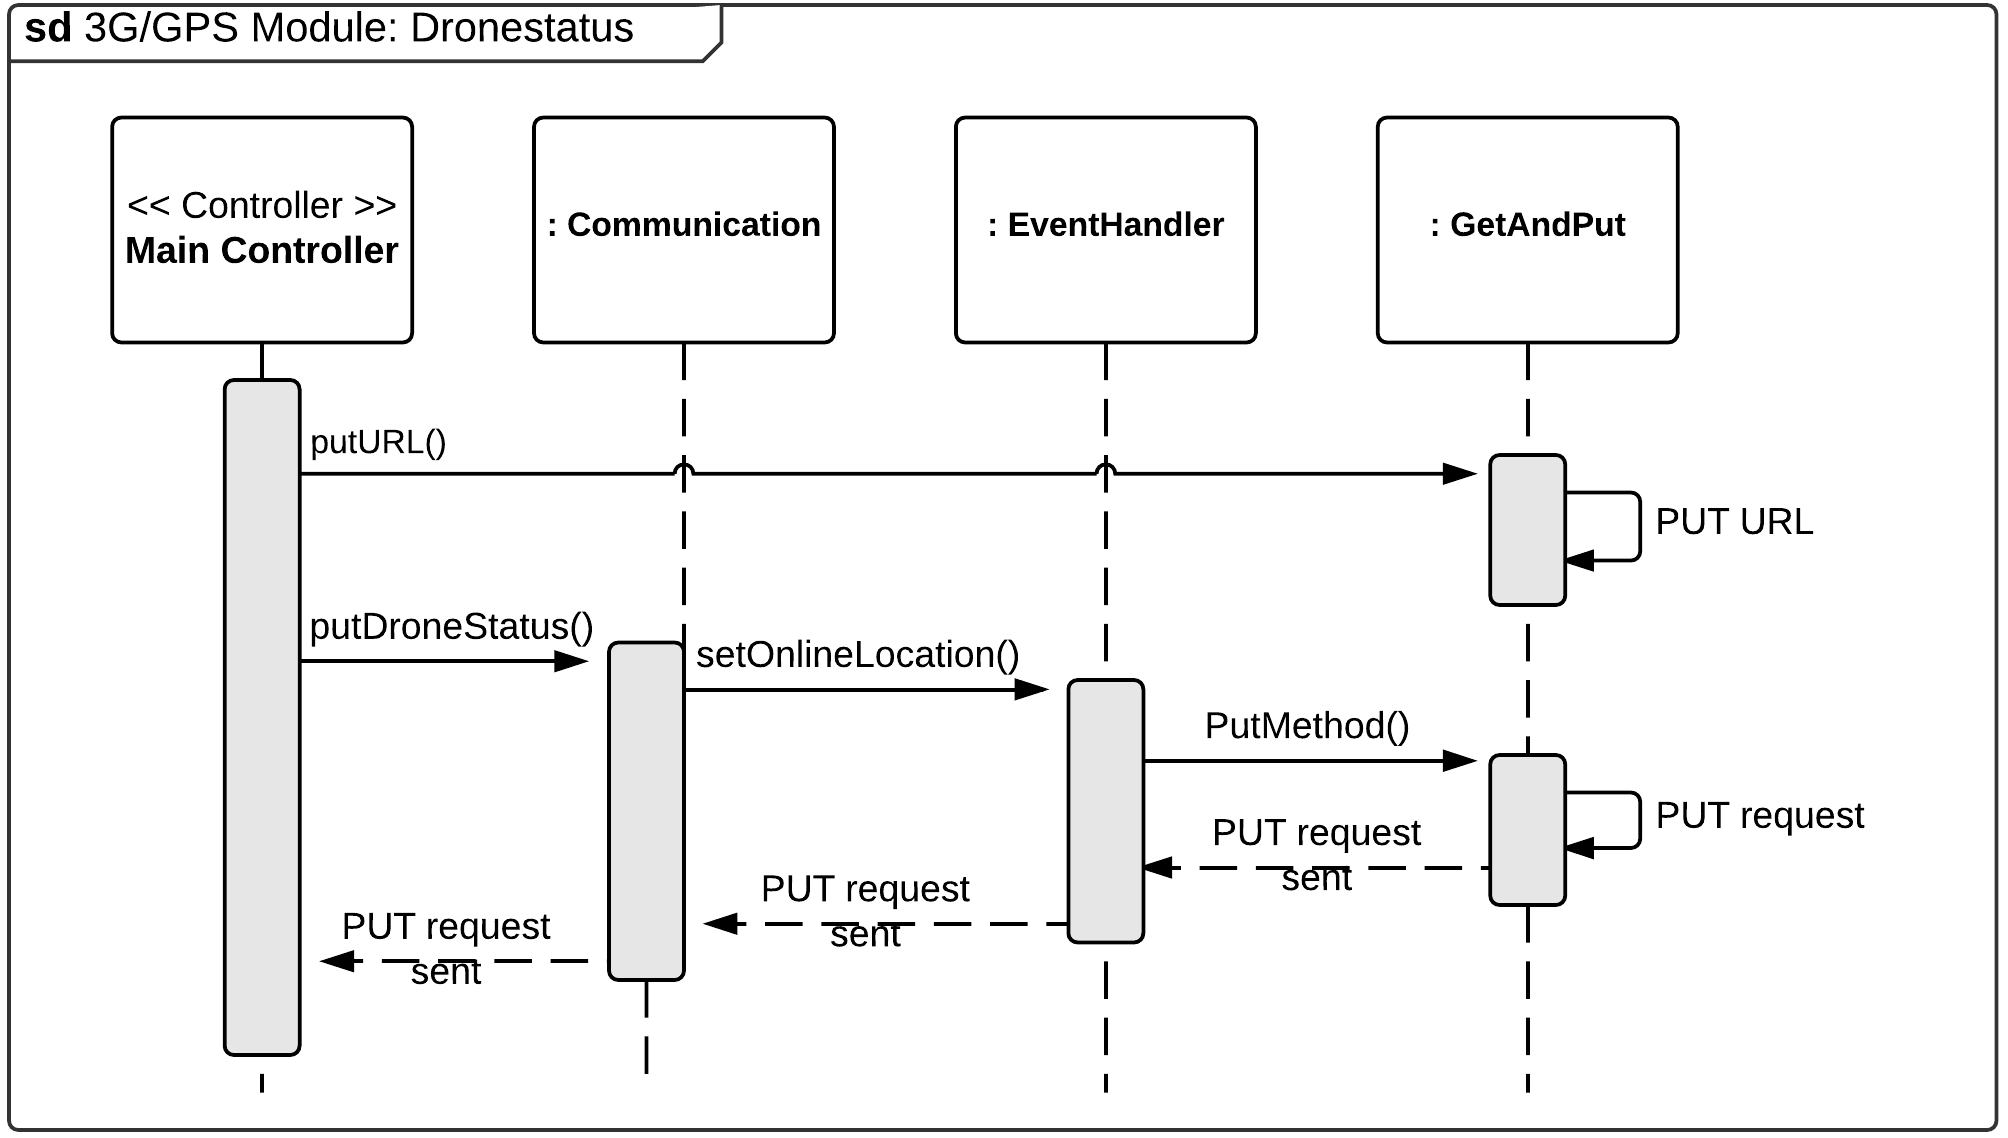 sd 3G/GPS Module: Dronestatus
<< Controller >>
Main Controller
: Communication
: EventHandler
: GetAndPut
putURL()
PUT URL
putDroneStatus()
setOnlineLocation()
PutMethod()
PUT request
PUT request
sent
PUT request
sent
PUT request
sent